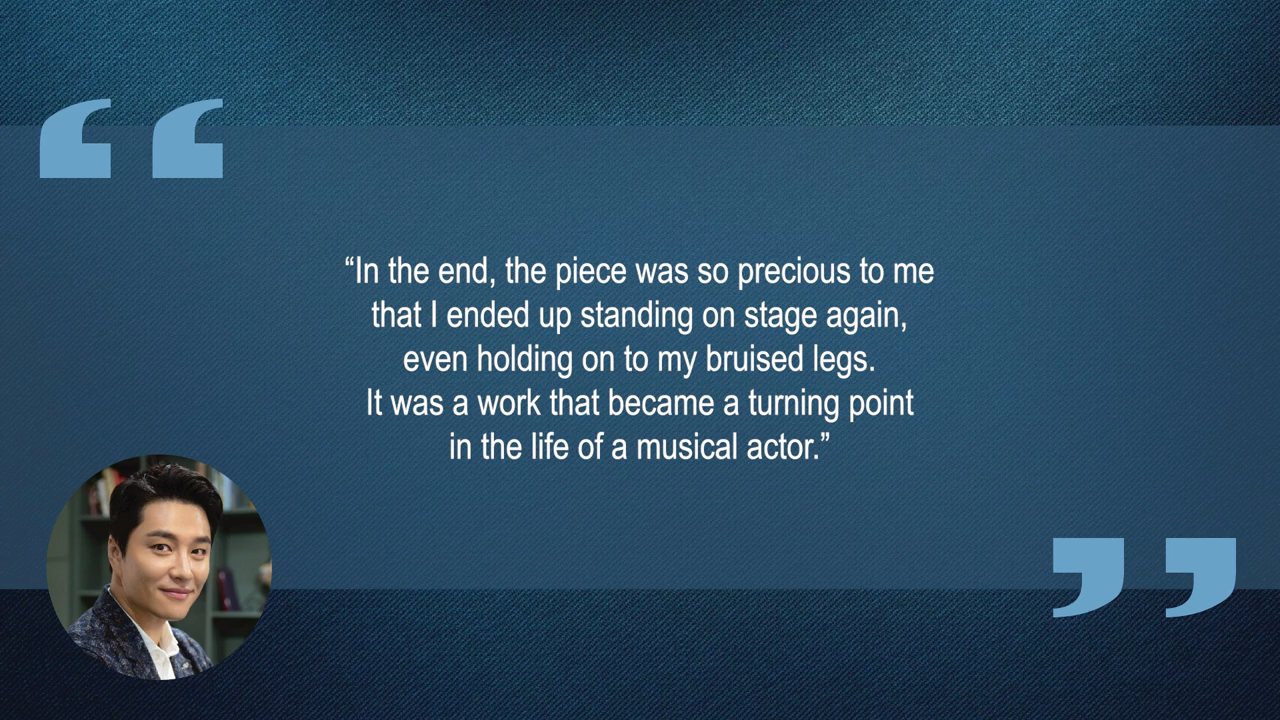 “In the end, the piece was so precious to me
that I ended up standing on stage again,
even holding on to my bruised legs.
It was a work that became a turning point
in the life of a musical actor.”